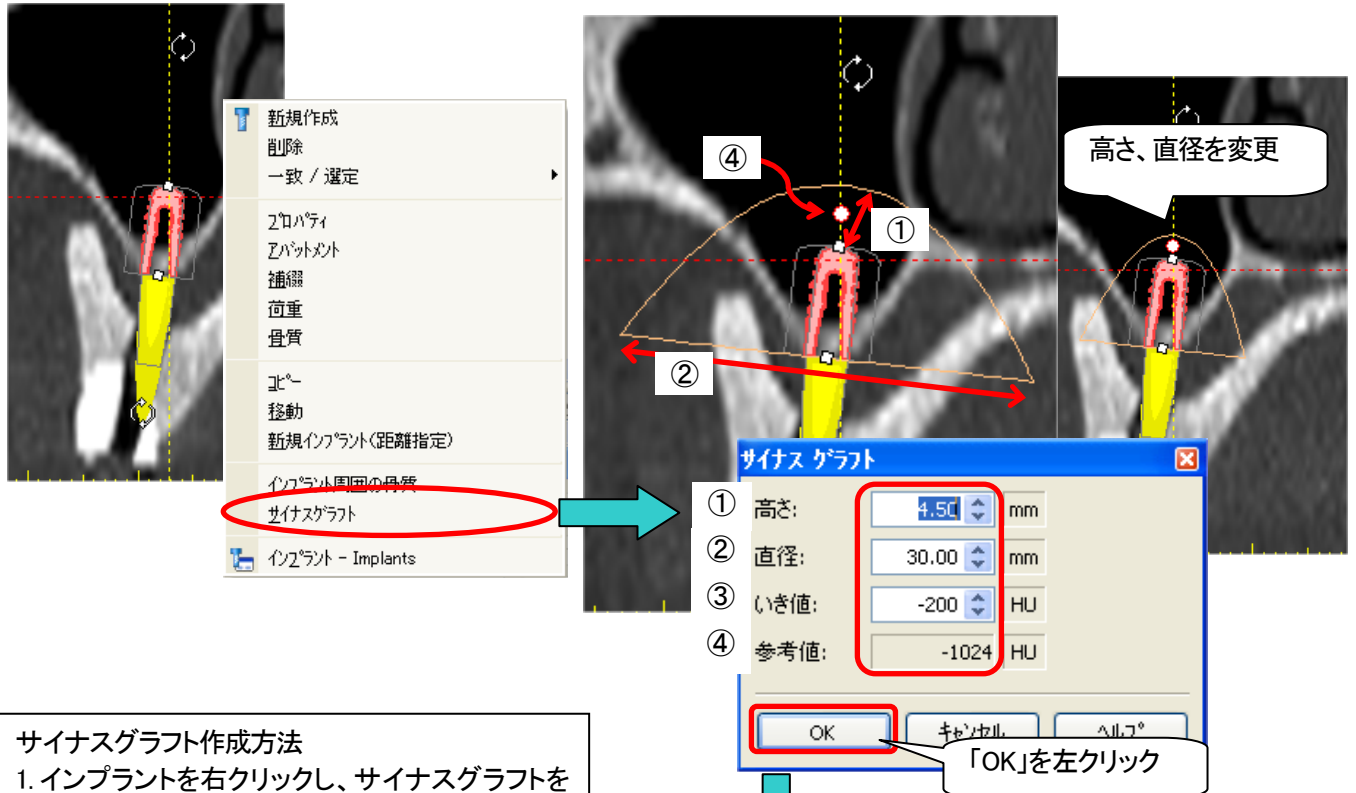 新規作成
削除
一致 / 選定
プロパティ
アバットメント
補綴
荷重
骨質
コピー
移動
新規インプラント(距離指定)
インプラント周囲の骨質
サイナスグラフト
インプラント - Implants
④
①
②
高さ、直径を変更
サイナス グラフト
① 高さ: 4.50 mm
② 直径: 30.00 mm
③ いき値: -200 HU
④ 参考値: -1024 HU
OK キャンセル ヘルプ
「OK」を左クリック
サイナスグラフト作成方法
1. インプラントを右クリックし、サイナスグラフトを